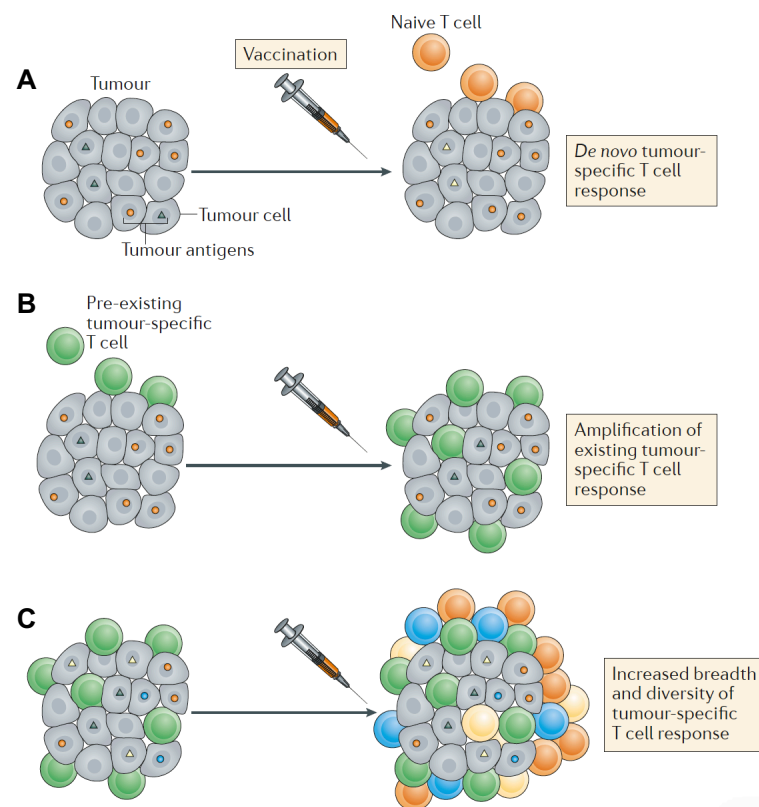 Naive T cell
Vaccination
A
Tumour
De novo tumour-
specific T cell
response
Tumour cell
Tumour antigens
B
Pre-existing
tumour-specific
T cell
Amplification of
existing tumour-
specific T cell
response
C
Increased breadth
and diversity of
tumour-specific
T cell response